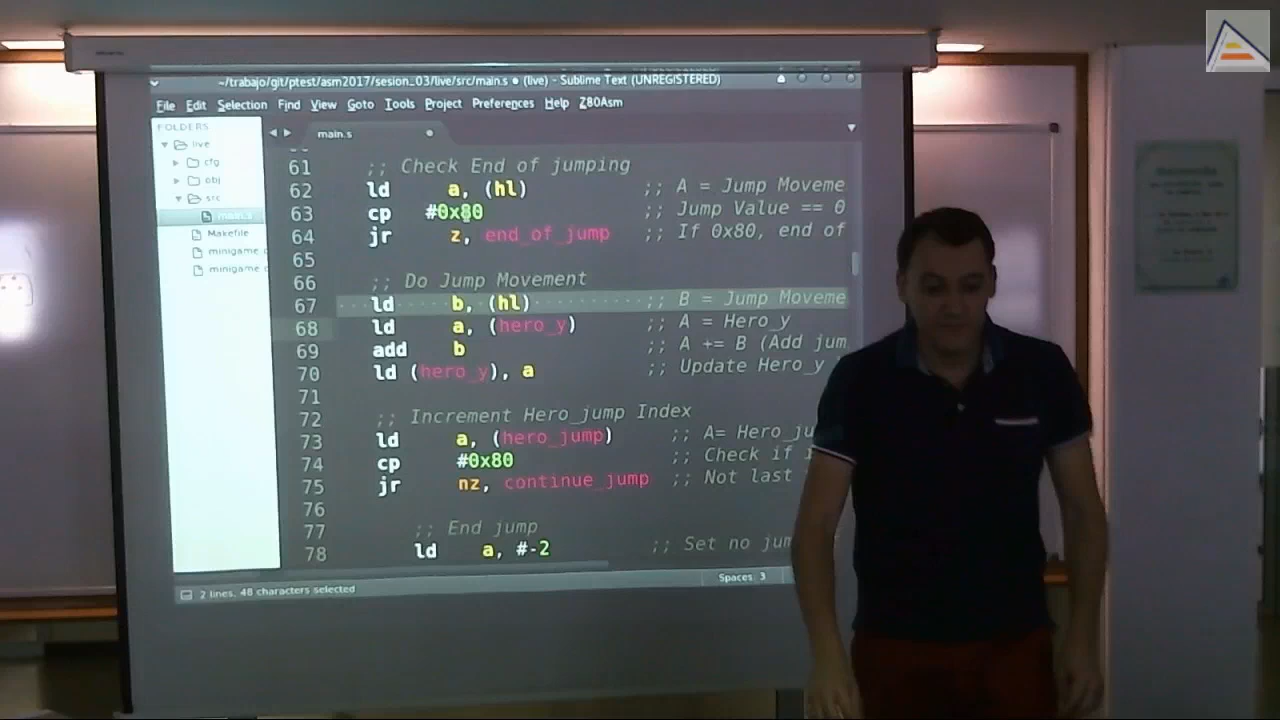 ~/trabajo/git/ptest/asm2017/sesion_03/live/src/main.s • (live) - Sublime Text (UNREGISTERED)
File Edit Selection Find View Goto Tools Project Preferences Help Z80Asm
FOLDERS
live
cfg
obj
src
main.s
Makefile
minigame.c
minigame.c
main.s
61 ;; Check End of jumping
62 ld a, (hl) ;; A = Jump Moveme
63 cp #0x80 ;; Jump Value == 0
64 jr z, end_of_jump ;; If 0x80, end of
65
66 ;; Do Jump Movement
67 ld b, (hl) ;; B = Jump Moveme
68 ld a, (hero_y) ;; A = Hero_y
69 add b ;; A += B (Add jum
70 ld (hero_y), a ;; Update Hero_y
71
72 ;; Increment Hero_jump Index
73 ld a, (hero_jump) ;; A= Hero_ju
74 cp #0x80 ;; Check if i
75 jr nz, continue_jump ;; Not last
76
77 ;; End jump
78 ld a, #-2 ;; Set no jum
2 lines, 48 characters selected
Spaces 3